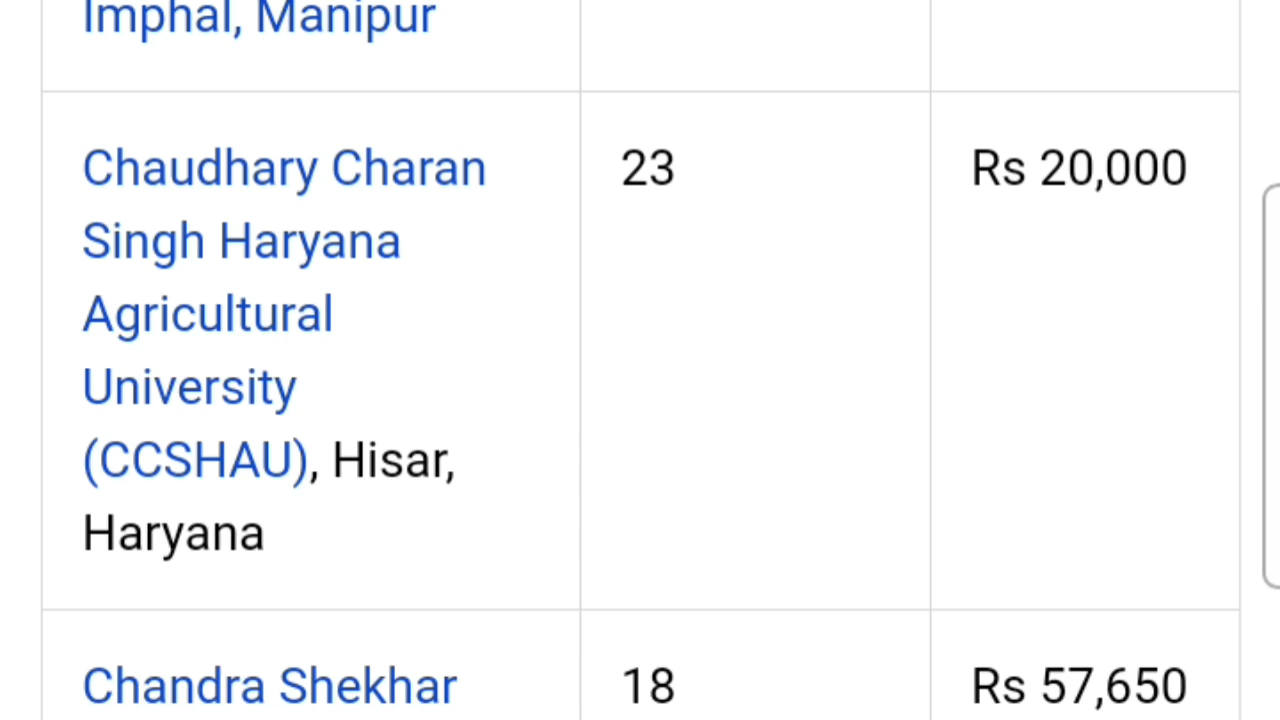 Imphal, Manipur
Chaudhary Charan
Singh Haryana
Agricultural
University
(CCSHAU), Hisar,
Haryana
23
Rs 20,000
Chandra Shekhar
18
Rs 57,650